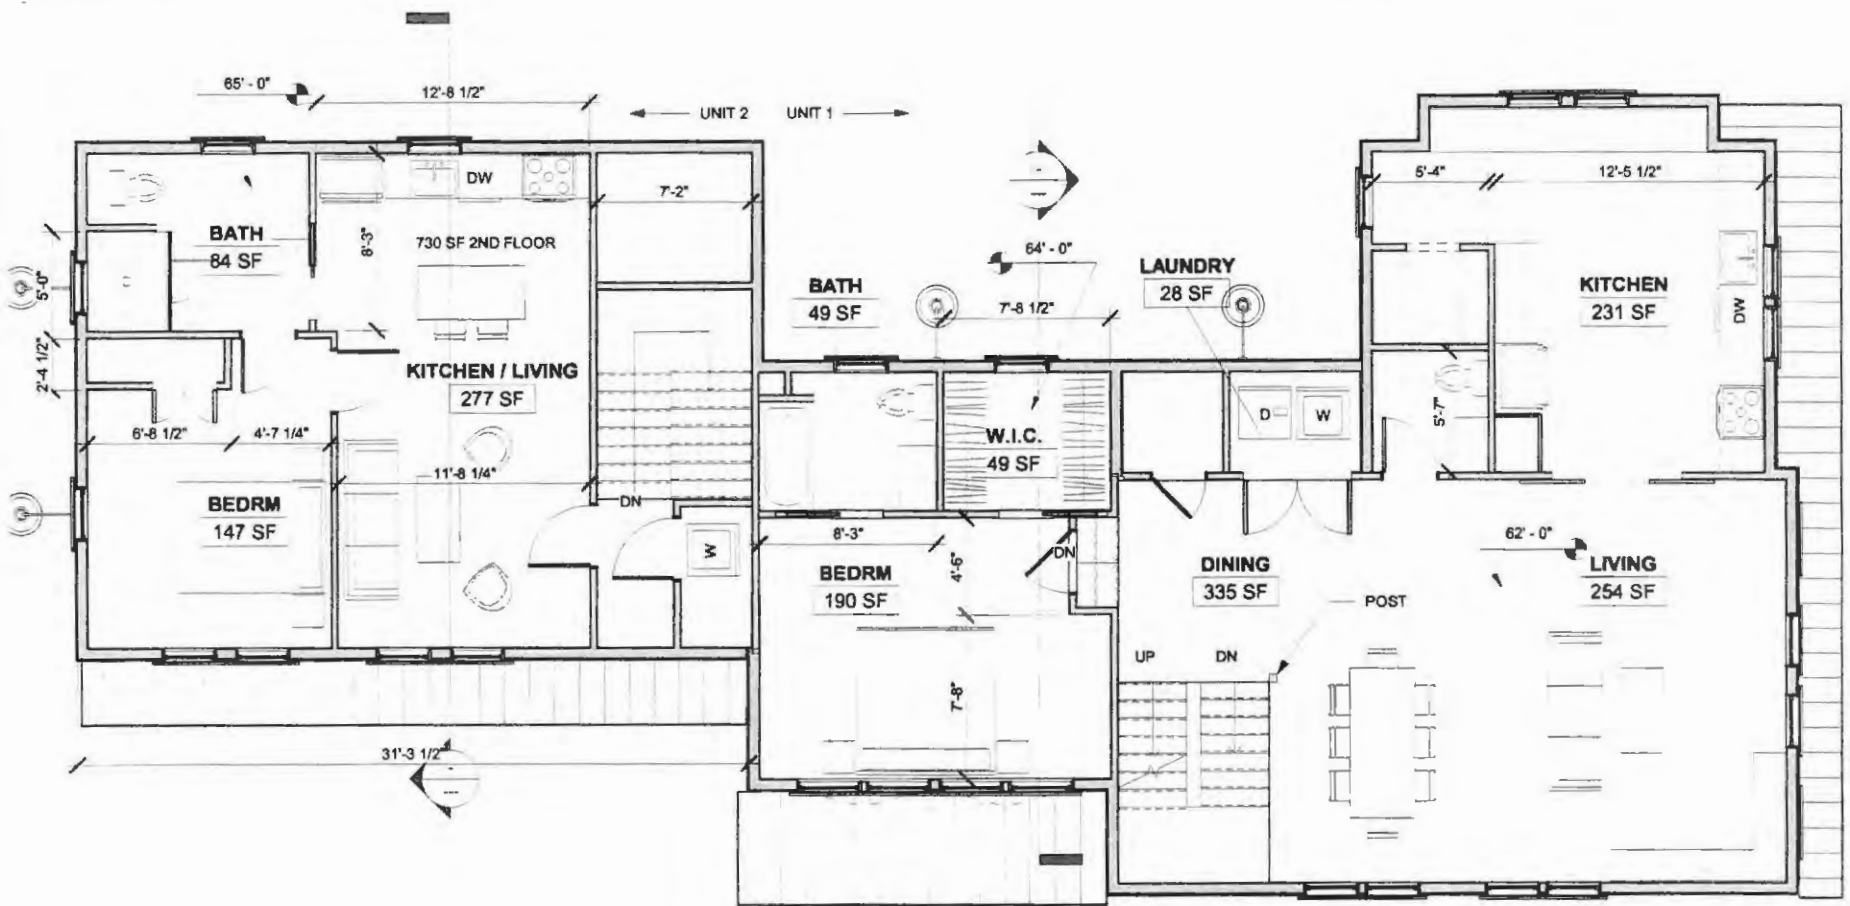 65' - 0"
12'-8 1/2"
UNIT 2
UNIT 1
5'-4"
12'-5 1/2"
DW
7'-2"
BATH
84 SF
8'-3"
730 SF 2ND FLOOR
64' - 0"
LAUNDRY
28 SF
BATH
49 SF
7'-8 1/2"
KITCHEN
231 SF
DW
5'-0"
2'-4 1/2"
KITCHEN / LIVING
277 SF
D
W
5'-7"
6'-8 1/2"
4'-7 1/4"
W.I.C.
49 SF
11'-8 1/4"
BEDRM
147 SF
DN
W
8'-3"
4'-6"
DN
62' - 0"
BEDRM
190 SF
DINING
335 SF
LIVING
254 SF
POST
UP
DN
7'-8"
31'-3 1/2"